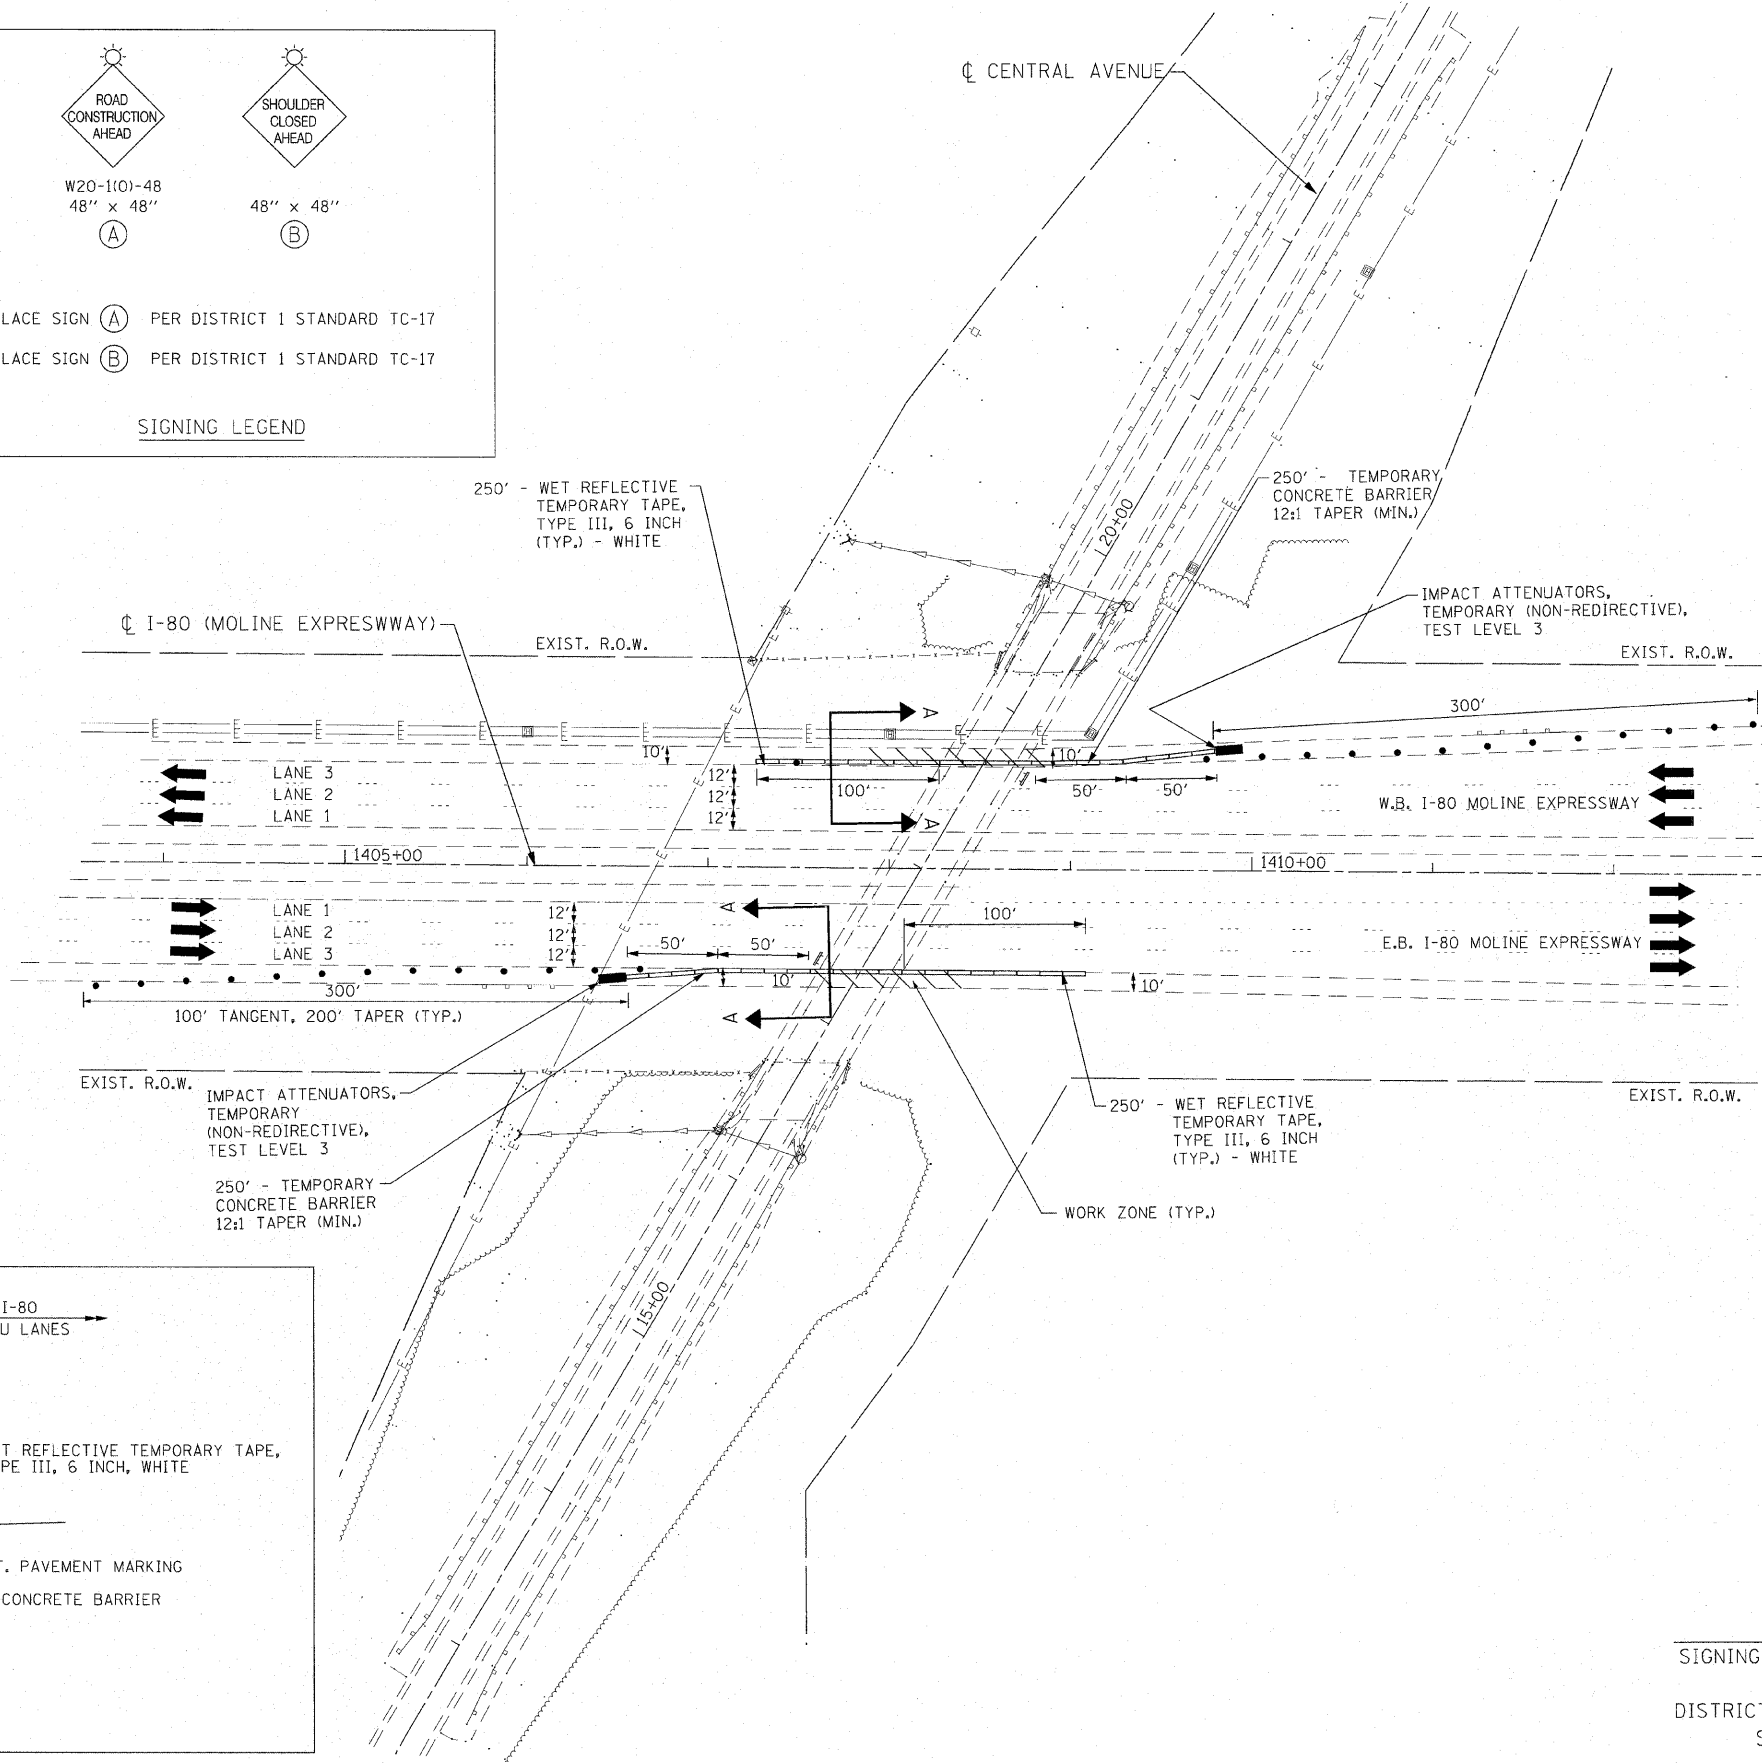 ROAD
CONSTRUCTION
AHEAD
SHOULDER
CLOSED
AHEAD
W20-1(O)-48
48'' x 48''
48'' x 48''
A
B
LACE SIGN A PER DISTRICT 1 STANDARD TC-17
LACE SIGN B PER DISTRICT 1 STANDARD TC-17
SIGNING LEGEND
℄ CENTRAL AVENUE
250' - WET REFLECTIVE
TEMPORARY TAPE,
TYPE III, 6 INCH
(TYP.) - WHITE
250' - TEMPORARY
CONCRETE BARRIER
12:1 TAPER (MIN.)
120+00
IMPACT ATTENUATORS,
TEMPORARY (NON-REDIRECTIVE),
TEST LEVEL 3
℄ I-80 (MOLINE EXPRESWWAY)
EXIST. R.O.W.
EXIST. R.O.W.
300'
A
10'
10'
LANE 3
LANE 2
LANE 1
12'
12'
12'
100'
50'
50'
A
W.B. I-80 MOLINE EXPRESSWAY
1405+00
1410+00
LANE 1
LANE 2
LANE 3
12'
12'
12'
A
100'
50'
50'
E.B. I-80 MOLINE EXPRESSWAY
300'
10'
10'
100' TANGENT, 200' TAPER (TYP.)
A
EXIST. R.O.W.
EXIST. R.O.W.
IMPACT ATTENUATORS,
TEMPORARY
(NON-REDIRECTIVE),
TEST LEVEL 3
250' - WET REFLECTIVE
TEMPORARY TAPE,
TYPE III, 6 INCH
(TYP.) - WHITE
250' - TEMPORARY
CONCRETE BARRIER
12:1 TAPER (MIN.)
WORK ZONE (TYP.)
115+00
I-80
U LANES
T REFLECTIVE TEMPORARY TAPE,
PE III, 6 INCH, WHITE
T. PAVEMENT MARKING
CONCRETE BARRIER
SIGNING
DISTRICT
S